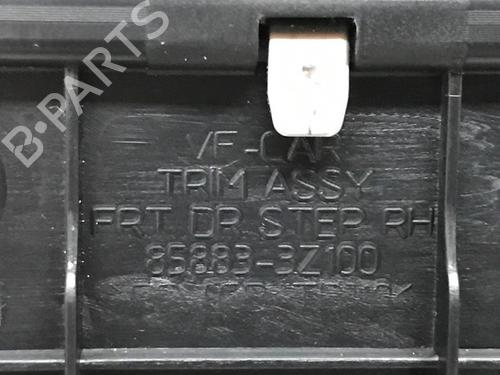 B-PARTS
VF-CAR
TRIM ASSY
FRT DR STEP RH
85883-3Z100